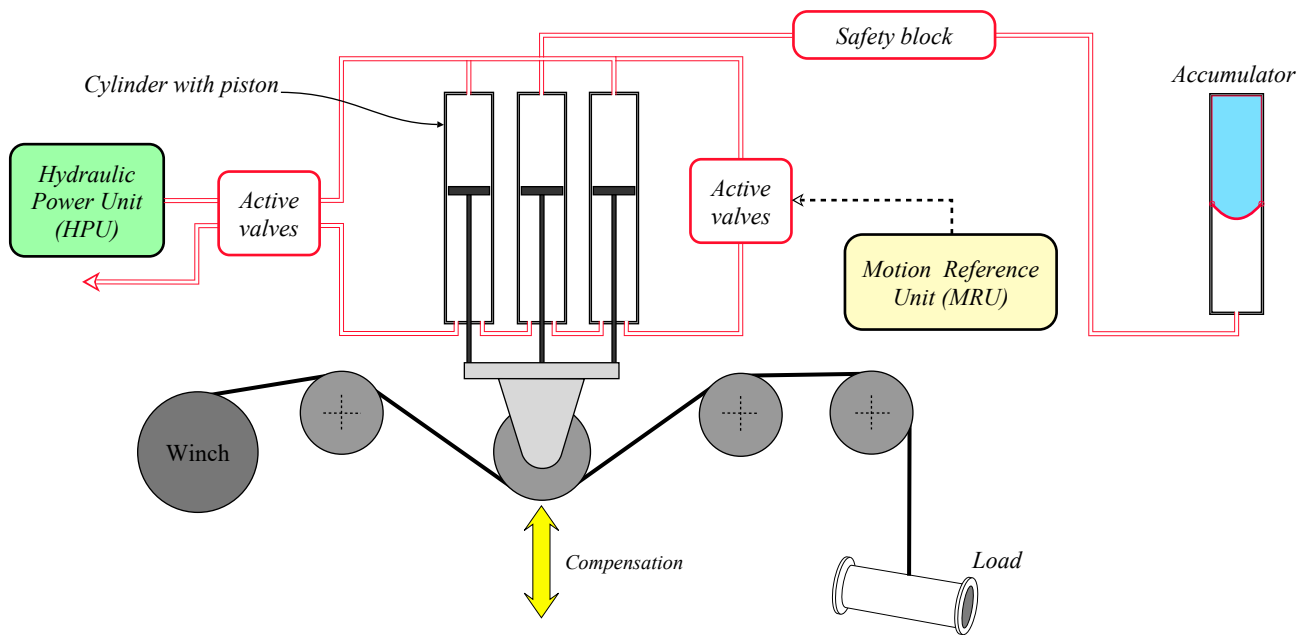 Safety block
Accumulator
Cylinder with piston
Hydraulic
Power Unit
(HPU)
Active
valves
Active
valves
Motion Reference
Unit (MRU)
Winch
Compensation
Load